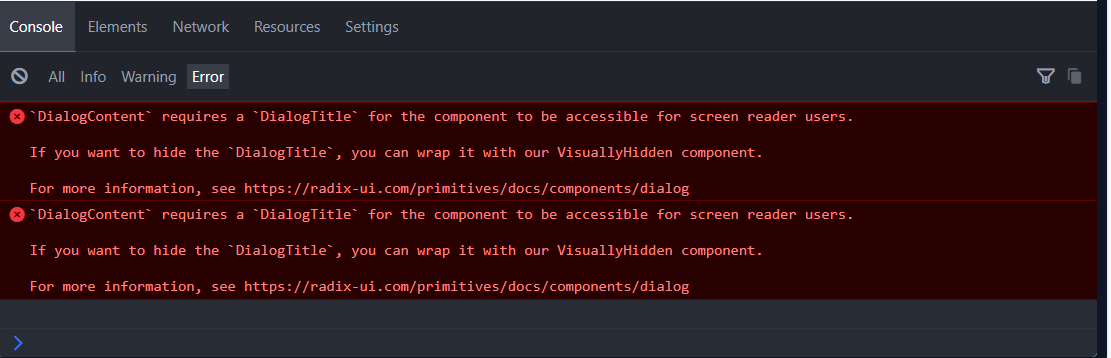 Console Elements Network Resources Settings
All Info Warning Error
`DialogContent` requires a `DialogTitle` for the component to be accessible for screen reader users.
If you want to hide the `DialogTitle`, you can wrap it with our VisuallyHidden component.
For more information, see https://radix-ui.com/primitives/docs/components/dialog
`DialogContent` requires a `DialogTitle` for the component to be accessible for screen reader users.
If you want to hide the `DialogTitle`, you can wrap it with our VisuallyHidden component.
For more information, see https://radix-ui.com/primitives/docs/components/dialog